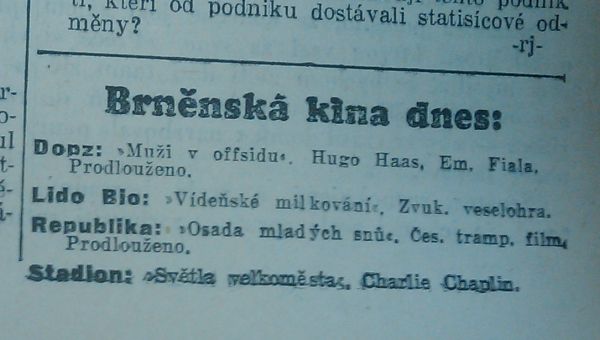 ti, kteří od podniku dostávali statisícové od-
měny?
-rj-
Brněnská kina dnes:
Dopz: »Muži v offsidu«. Hugo Haas, Em. Fiala.
Prodlouženo.
Lido Bio: »Vídeňské milkování«. Zvuk. veselohra.
Republika: »Osada mladých snů«. Čes. tramp. film.
Prodlouženo.
Stadion: »Světla velkoměsta«. Charlie Chaplin.